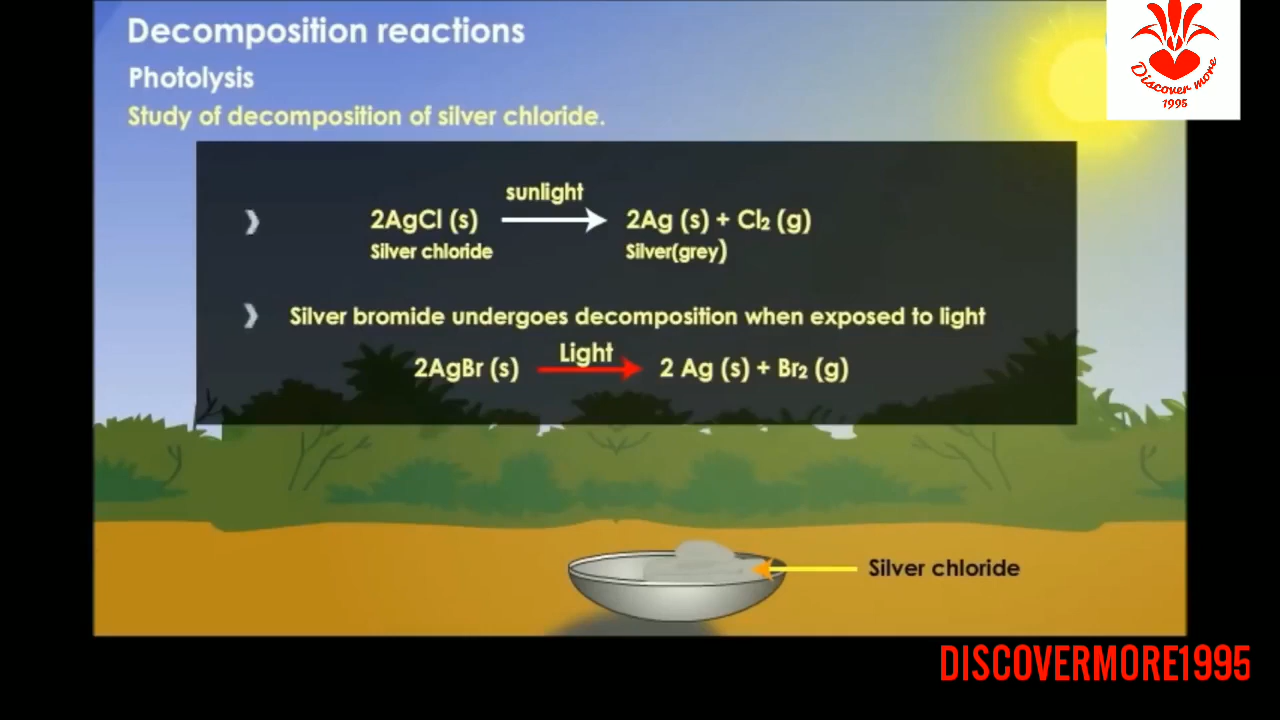 Decomposition reactions
Photolysis
Study of decomposition of silver chloride.
Discover more
1995
❱ 2AgCl (s) sunlight 2Ag (s) + Cl₂ (g)
Silver chloride Silver(grey)
❱ Silver bromide undergoes decomposition when exposed to light
2AgBr (s) Light 2 Ag (s) + Br₂ (g)
Silver chloride
DISCOVERMORE1995